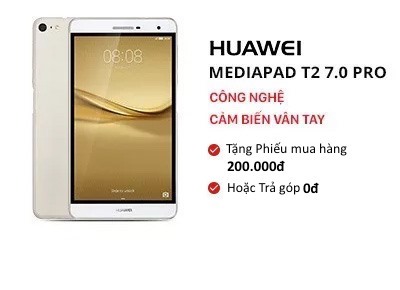 08:08
HUAWEI
HUAWEI
MEDIAPAD T2 7.0 PRO
CÔNG NGHỆ
CẢM BIẾN VÂN TAY
Tặng Phiếu mua hàng
200.000đ
Hoặc Trả góp 0đ